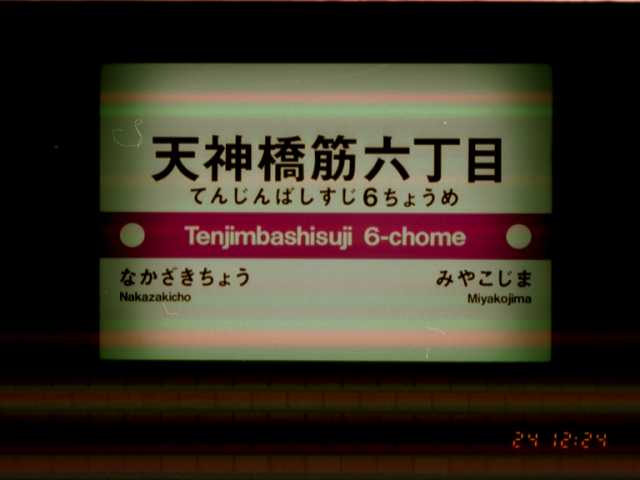 天神橋筋六丁目
てんじんばしすじ6ちょうめ
Tenjimbashisuji 6-chome
なかざきちょう
Nakazakicho
みやこじま
Miyakojima
24 12:24